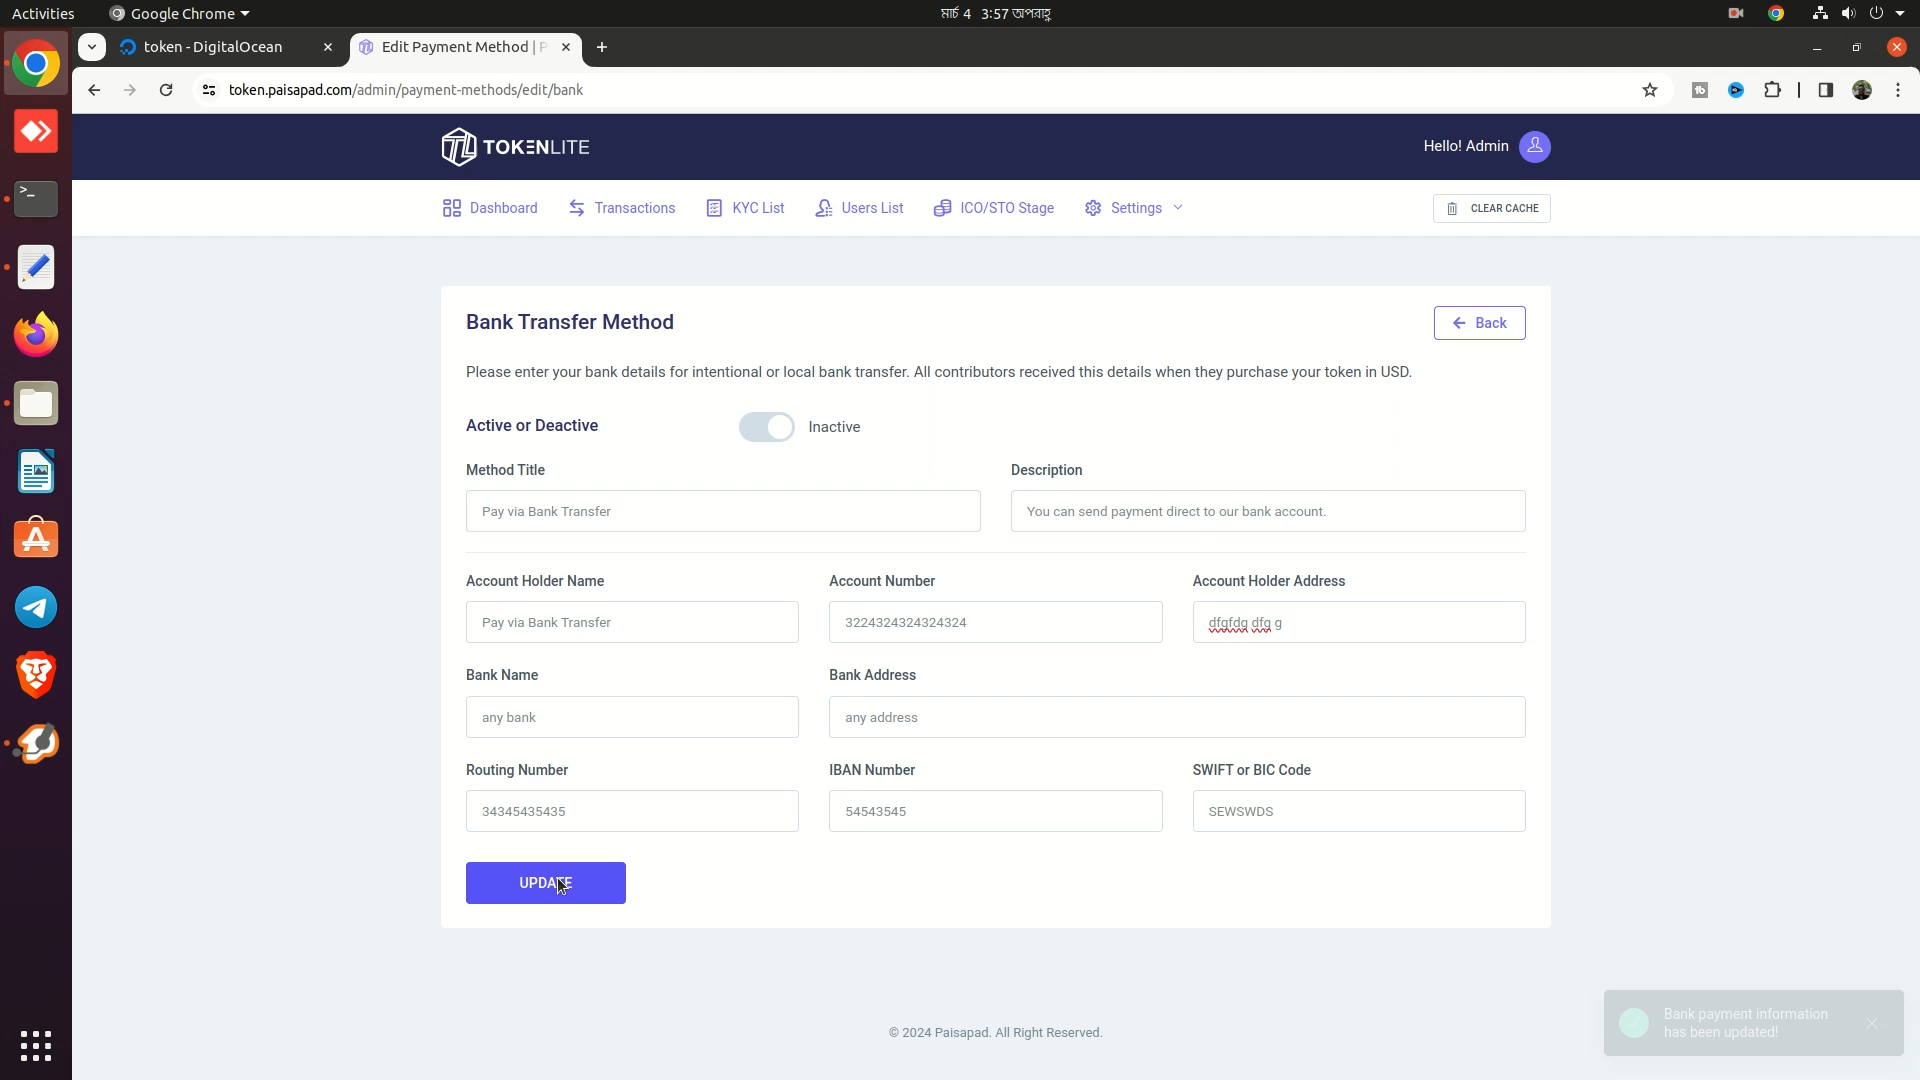 Activities
Google Chrome
मार्च 4 3:57 অপরাহ্ণ
token - DigitalOcean
Edit Payment Method | P
token.paisapad.com/admin/payment-methods/edit/bank
TOKENLITE
Hello! Admin
Dashboard
Transactions
KYC List
Users List
ICO/STO Stage
Settings
CLEAR CACHE
Bank Transfer Method
Back
Please enter your bank details for intentional or local bank transfer. All contributors received this details when they purchase your token in USD.
Active or Deactive
Inactive
Method Title
Description
Pay via Bank Transfer
You can send payment direct to our bank account.
Account Holder Name
Account Number
Account Holder Address
Pay via Bank Transfer
3224324324324324
dfgfdg dfg g
Bank Name
Bank Address
any bank
any address
Routing Number
IBAN Number
SWIFT or BIC Code
34345435435
54543545
SEWSWDS
UPDATE
Bank payment information
has been updated!
© 2024 Paisapad. All Right Reserved.